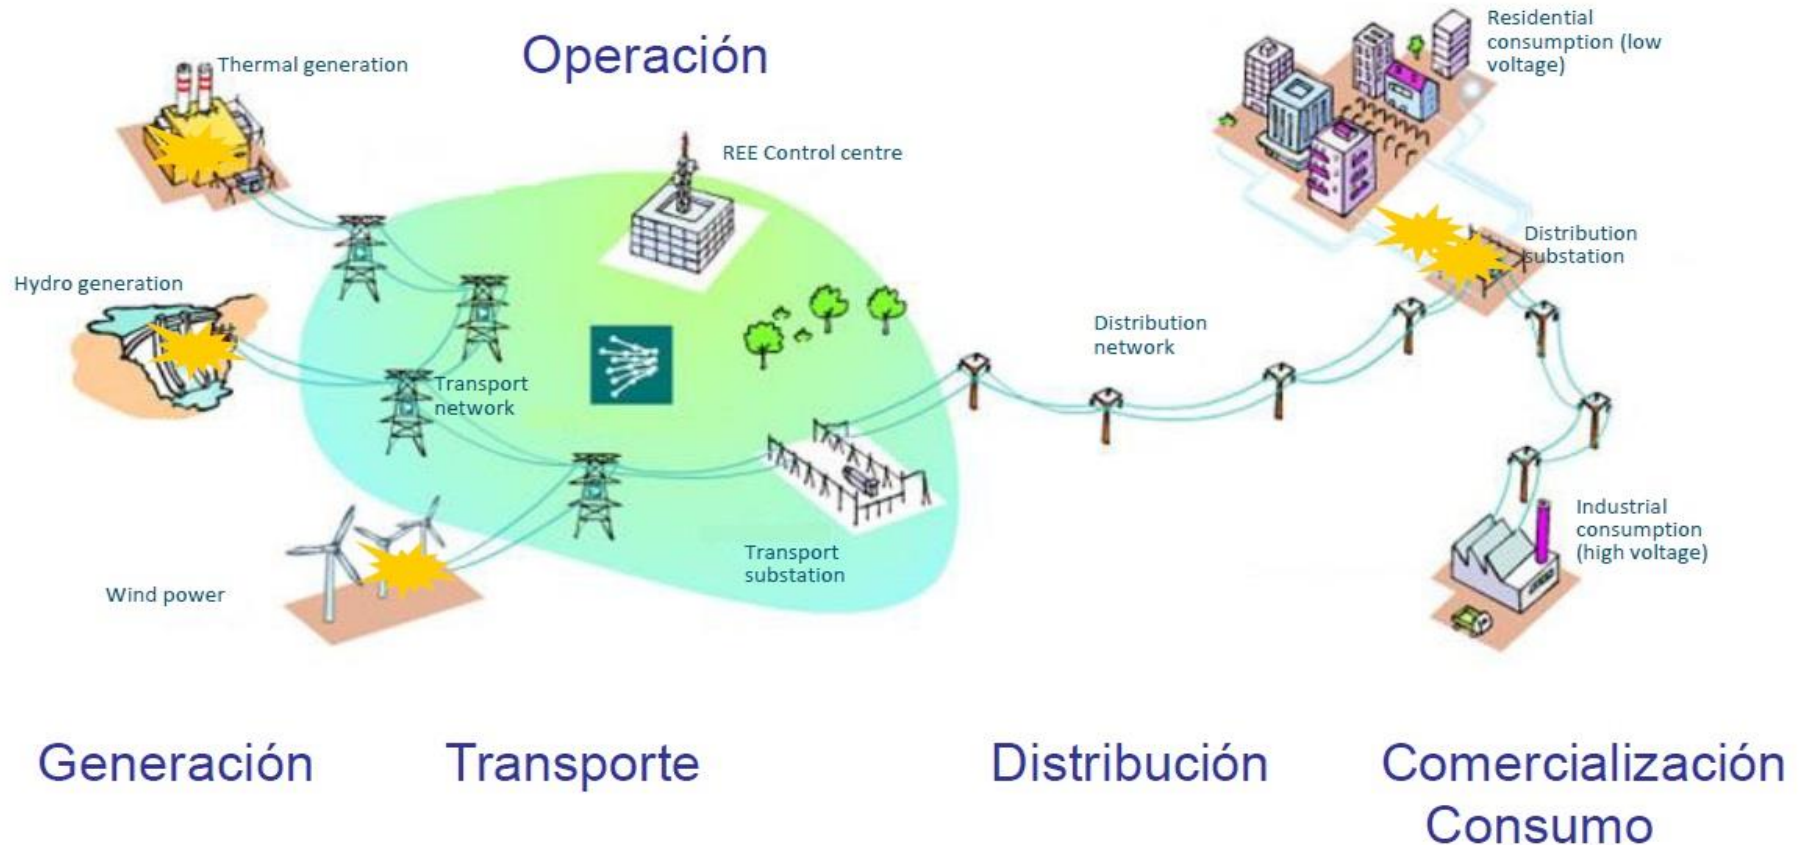 Operación
Thermal generation
REE Control centre
Residential
consumption (low
voltage)
Hydro generation
Distribution
substation
Distribution
network
Transport
network
Transport
substation
Industrial
consumption
(high voltage)
Wind power
Generación
Transporte
Distribución
Comercialización
Consumo